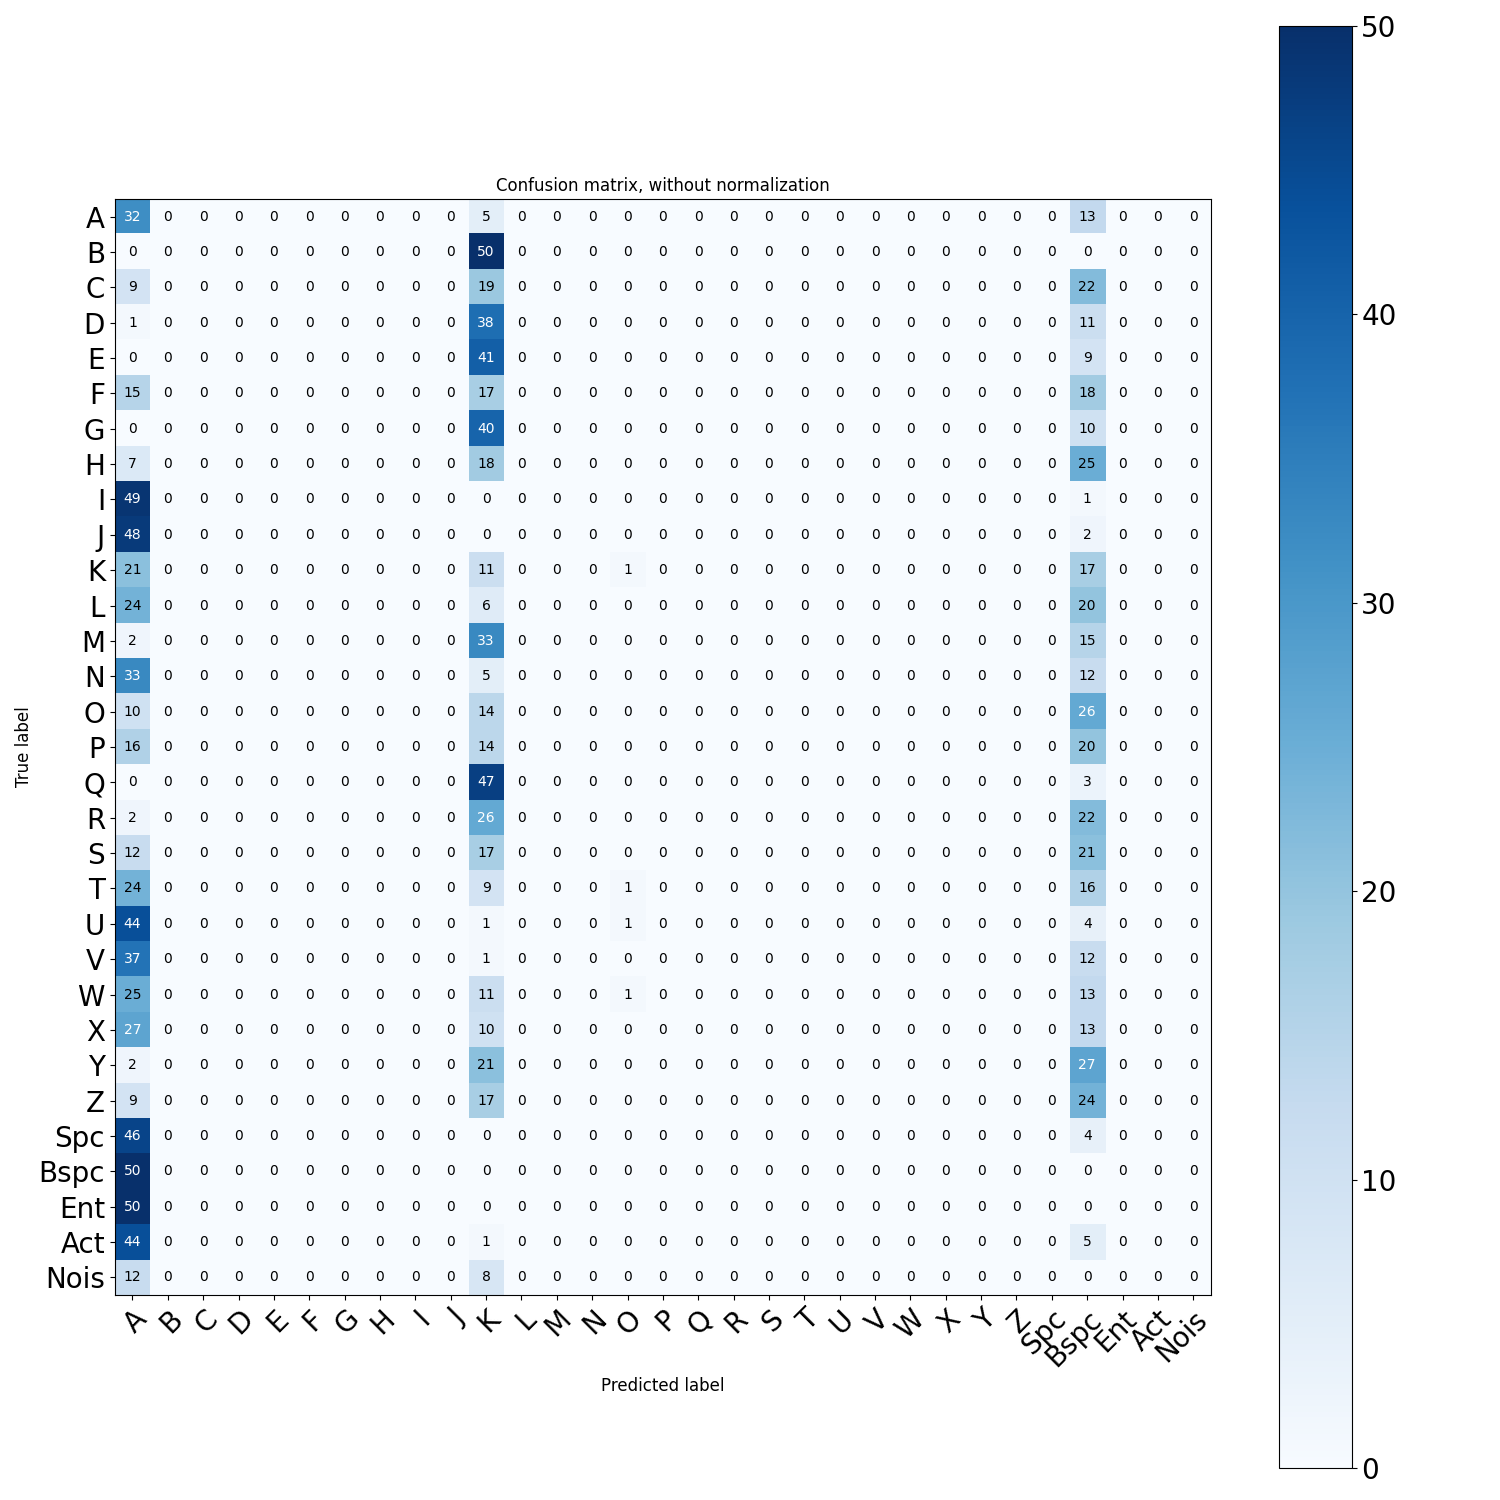 Confusion matrix, without normalization
A 32 0 0 0 0 0 0 0 0 0 5 0 0 0 0 0 0 0 0 0 0 0 0 0 0 0 0 13 0 0 0
B 0 0 0 0 0 0 0 0 0 0 50 0 0 0 0 0 0 0 0 0 0 0 0 0 0 0 0 0 0 0 0
C 9 0 0 0 0 0 0 0 0 0 19 0 0 0 0 0 0 0 0 0 0 0 0 0 0 0 0 22 0 0 0
D 1 0 0 0 0 0 0 0 0 0 38 0 0 0 0 0 0 0 0 0 0 0 0 0 0 0 0 11 0 0 0
E 0 0 0 0 0 0 0 0 0 0 41 0 0 0 0 0 0 0 0 0 0 0 0 0 0 0 0 9 0 0 0
F 15 0 0 0 0 0 0 0 0 0 17 0 0 0 0 0 0 0 0 0 0 0 0 0 0 0 0 18 0 0 0
G 0 0 0 0 0 0 0 0 0 0 40 0 0 0 0 0 0 0 0 0 0 0 0 0 0 0 0 10 0 0 0
H 7 0 0 0 0 0 0 0 0 0 18 0 0 0 0 0 0 0 0 0 0 0 0 0 0 0 0 25 0 0 0
I 49 0 0 0 0 0 0 0 0 0 0 0 0 0 0 0 0 0 0 0 0 0 0 0 0 0 0 1 0 0 0
J 48 0 0 0 0 0 0 0 0 0 0 0 0 0 0 0 0 0 0 0 0 0 0 0 0 0 0 2 0 0 0
K 21 0 0 0 0 0 0 0 0 0 11 0 0 0 1 0 0 0 0 0 0 0 0 0 0 0 0 17 0 0 0
L 24 0 0 0 0 0 0 0 0 0 6 0 0 0 0 0 0 0 0 0 0 0 0 0 0 0 0 20 0 0 0
M 2 0 0 0 0 0 0 0 0 0 33 0 0 0 0 0 0 0 0 0 0 0 0 0 0 0 0 15 0 0 0
N 33 0 0 0 0 0 0 0 0 0 5 0 0 0 0 0 0 0 0 0 0 0 0 0 0 0 0 12 0 0 0
O 10 0 0 0 0 0 0 0 0 0 14 0 0 0 0 0 0 0 0 0 0 0 0 0 0 0 0 26 0 0 0
P 16 0 0 0 0 0 0 0 0 0 14 0 0 0 0 0 0 0 0 0 0 0 0 0 0 0 0 20 0 0 0
Q 0 0 0 0 0 0 0 0 0 0 47 0 0 0 0 0 0 0 0 0 0 0 0 0 0 0 0 3 0 0 0
R 2 0 0 0 0 0 0 0 0 0 26 0 0 0 0 0 0 0 0 0 0 0 0 0 0 0 0 22 0 0 0
S 12 0 0 0 0 0 0 0 0 0 17 0 0 0 0 0 0 0 0 0 0 0 0 0 0 0 0 21 0 0 0
T 24 0 0 0 0 0 0 0 0 0 9 0 0 0 1 0 0 0 0 0 0 0 0 0 0 0 0 16 0 0 0
U 44 0 0 0 0 0 0 0 0 0 1 0 0 0 1 0 0 0 0 0 0 0 0 0 0 0 0 4 0 0 0
V 37 0 0 0 0 0 0 0 0 0 1 0 0 0 0 0 0 0 0 0 0 0 0 0 0 0 0 12 0 0 0
W 25 0 0 0 0 0 0 0 0 0 11 0 0 0 1 0 0 0 0 0 0 0 0 0 0 0 0 13 0 0 0
X 27 0 0 0 0 0 0 0 0 0 10 0 0 0 0 0 0 0 0 0 0 0 0 0 0 0 0 13 0 0 0
Y 2 0 0 0 0 0 0 0 0 0 21 0 0 0 0 0 0 0 0 0 0 0 0 0 0 0 0 27 0 0 0
Z 9 0 0 0 0 0 0 0 0 0 17 0 0 0 0 0 0 0 0 0 0 0 0 0 0 0 0 24 0 0 0
Spc 46 0 0 0 0 0 0 0 0 0 0 0 0 0 0 0 0 0 0 0 0 0 0 0 0 0 0 4 0 0 0
Bspc 50 0 0 0 0 0 0 0 0 0 0 0 0 0 0 0 0 0 0 0 0 0 0 0 0 0 0 0 0 0 0
Ent 50 0 0 0 0 0 0 0 0 0 0 0 0 0 0 0 0 0 0 0 0 0 0 0 0 0 0 0 0 0 0
Act 44 0 0 0 0 0 0 0 0 0 1 0 0 0 0 0 0 0 0 0 0 0 0 0 0 0 0 5 0 0 0
Nois 12 0 0 0 0 0 0 0 0 0 8 0 0 0 0 0 0 0 0 0 0 0 0 0 0 0 0 0 0 0 0
A B C D E F G H I J K L M N O P Q R S T U V W X Y Z Spc Bspc Ent Act Nois
True label
Predicted label
50
40
30
20
10
0